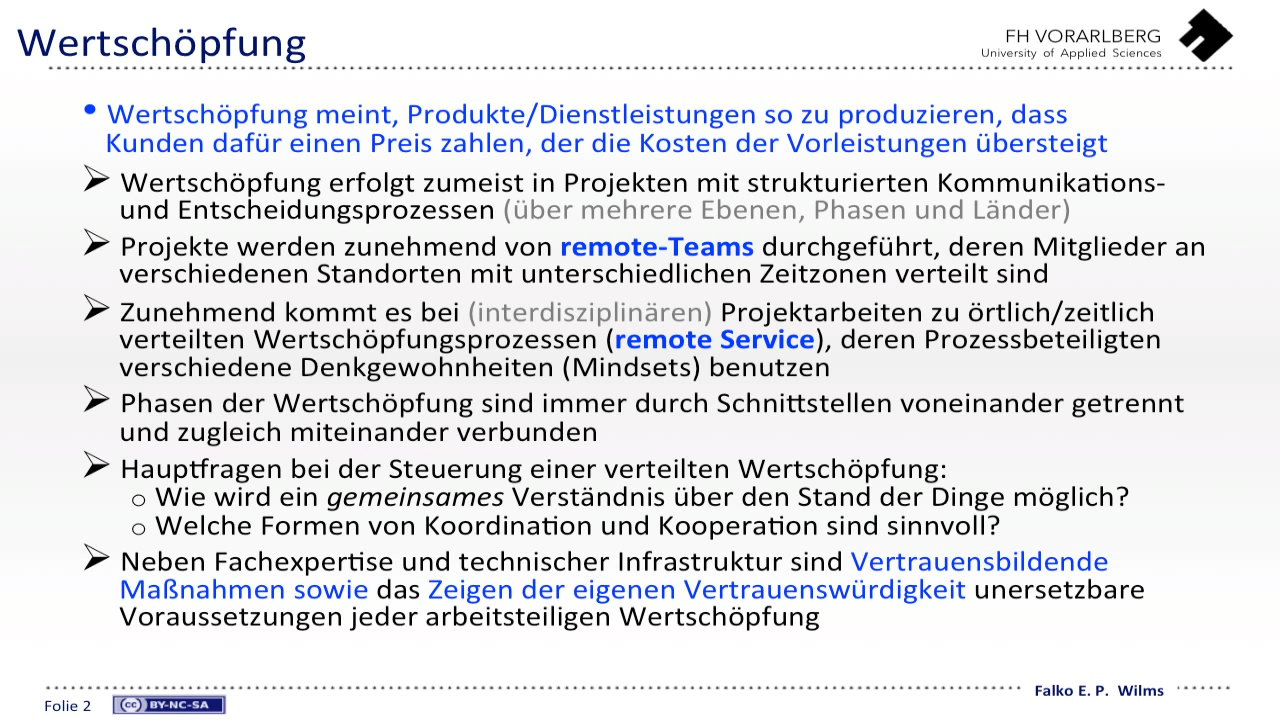 Wertschöpfung
FH VORARLBERG
University of Applied Sciences
• Wertschöpfung meint, Produkte/Dienstleistungen so zu produzieren, dass
Kunden dafür einen Preis zahlen, der die Kosten der Vorleistungen übersteigt
➢ Wertschöpfung erfolgt zumeist in Projekten mit strukturierten Kommunikations-
und Entscheidungsprozessen (über mehrere Ebenen, Phasen und Länder)
➢ Projekte werden zunehmend von remote-Teams durchgeführt, deren Mitglieder an
verschiedenen Standorten mit unterschiedlichen Zeitzonen verteilt sind
➢ Zunehmend kommt es bei (interdisziplinären) Projektarbeiten zu örtlich/zeitlich
verteilten Wertschöpfungsprozessen (remote Service), deren Prozessbeteiligten
verschiedene Denkgewohnheiten (Mindsets) benutzen
➢ Phasen der Wertschöpfung sind immer durch Schnittstellen voneinander getrennt
und zugleich miteinander verbunden
➢ Hauptfragen bei der Steuerung einer verteilten Wertschöpfung:
o Wie wird ein gemeinsames Verständnis über den Stand der Dinge möglich?
o Welche Formen von Koordination und Kooperation sind sinnvoll?
➢ Neben Fachexpertise und technischer Infrastruktur sind Vertrauensbildende
Maßnahmen sowie das Zeigen der eigenen Vertrauenswürdigkeit unersetzbare
Voraussetzungen jeder arbeitsteiligen Wertschöpfung
Falko E. P. Wilms
Folie 2
cc BY-NC-SA